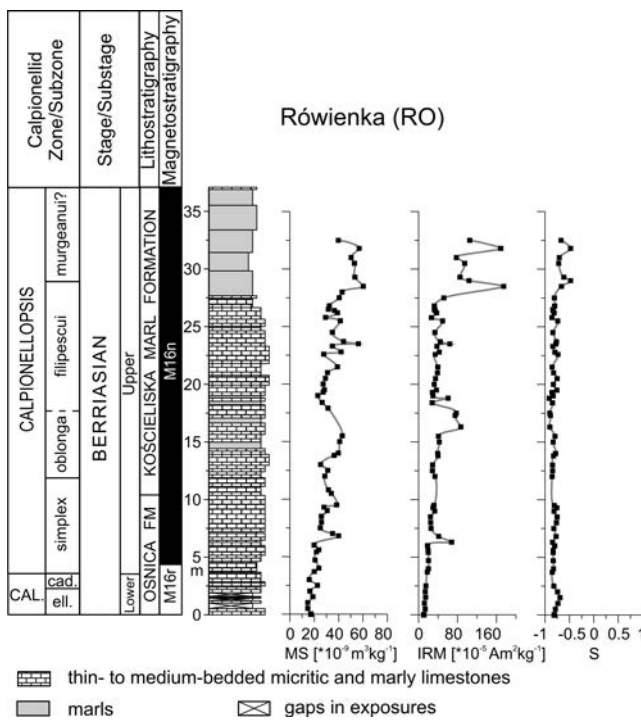 Rówienka (RO)
Calpionellid
Zone/Subzone
Stage/Substage
Lithostratigraphy
Magnetostratigraphy
CALPIONELLOPSIS
CAL.
murgeanui?
filipescui
oblonga
simplex
cad.
ell.
BERRIASIAN
Upper
Lower
KOŚCIELISKA MARL FORMATION
OSNICA FM
M16n
M16r
35
30
25
20
15
10
5
m
0
0 20 40 60 80
MS [*10⁻⁹ m³kg⁻¹]
0 80 160
IRM [*10⁻⁵ Am²kg⁻¹]
-1 -0.5 0 0.5 1
S
thin- to medium-bedded micritic and marly limestones
marls
gaps in exposures